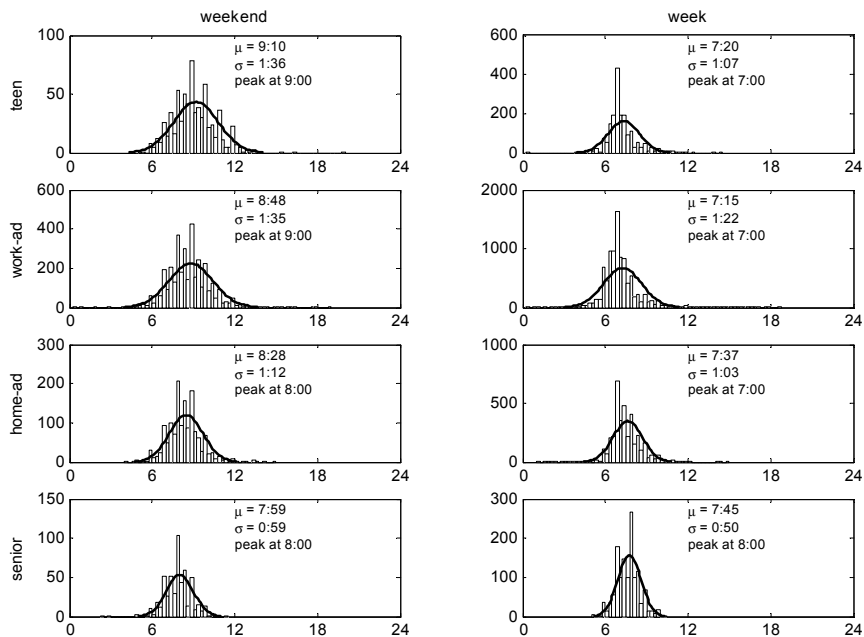 weekend
week
teen
100
50
0
μ = 9:10
σ = 1:36
peak at 9:00
0 6 12 18 24
600
400
200
0
μ = 7:20
σ = 1:07
peak at 7:00
0 6 12 18 24
work-ad
600
400
200
0
μ = 8:48
σ = 1:35
peak at 9:00
0 6 12 18 24
2000
1000
0
μ = 7:15
σ = 1:22
peak at 7:00
0 6 12 18 24
home-ad
300
200
100
0
μ = 8:28
σ = 1:12
peak at 8:00
0 6 12 18 24
1000
500
0
μ = 7:37
σ = 1:03
peak at 7:00
0 6 12 18 24
senior
150
100
50
0
μ = 7:59
σ = 0:59
peak at 8:00
0 6 12 18 24
300
200
100
0
μ = 7:45
σ = 0:50
peak at 8:00
0 6 12 18 24